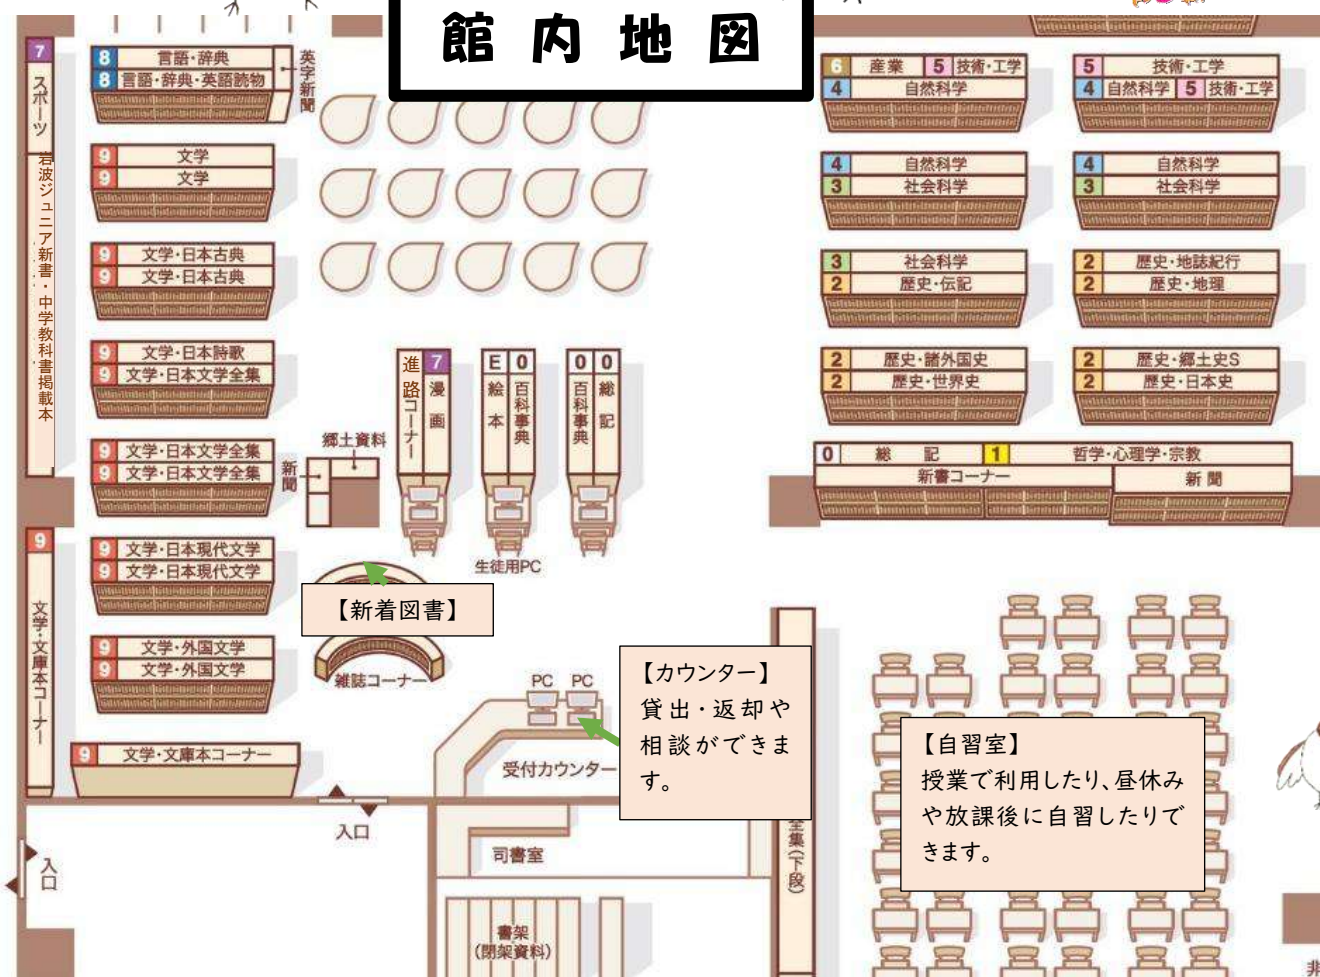 館内地図
7 スポーツ
岩波ジュニア新書・中学教科書掲載本
8 言語・辞典
8 言語・辞典・英語読物
英字新聞
9 文学
9 文学
9 文学・日本古典
9 文学・日本古典
9 文学・日本詩歌
9 文学・日本文学全集
9 文学・日本文学全集
9 文学・日本文学全集
9 文学・日本現代文学
9 文学・日本現代文学
9 文学・外国文学
9 文学・外国文学
9 文学・文庫本コーナー
9 文学・文庫本コーナー
新聞
郷土資料
進路コーナー
7 漫画
E 絵本
0 百科事典
0 百科事典
0 総記
生徒用PC
【新着図書】
雑誌コーナー
PC PC
受付カウンター
【カウンター】
貸出・返却や
相談ができま
す。
6 産業 5 技術・工学
4 自然科学
5 技術・工学
4 自然科学 5 技術・工学
4 自然科学
3 社会科学
4 自然科学
3 社会科学
3 社会科学
2 歴史・伝記
2 歴史・地誌紀行
2 歴史・地理
2 歴史・諸外国史
2 歴史・世界史
2 歴史・郷土史S
2 歴史・日本史
0 総記 1 哲学・心理学・宗教
新書コーナー
新聞
【自習室】
授業で利用したり、昼休み
や放課後に自習したりで
きます。
全集(下段)
入口
入口
司書室
書架
(閉架資料)
非